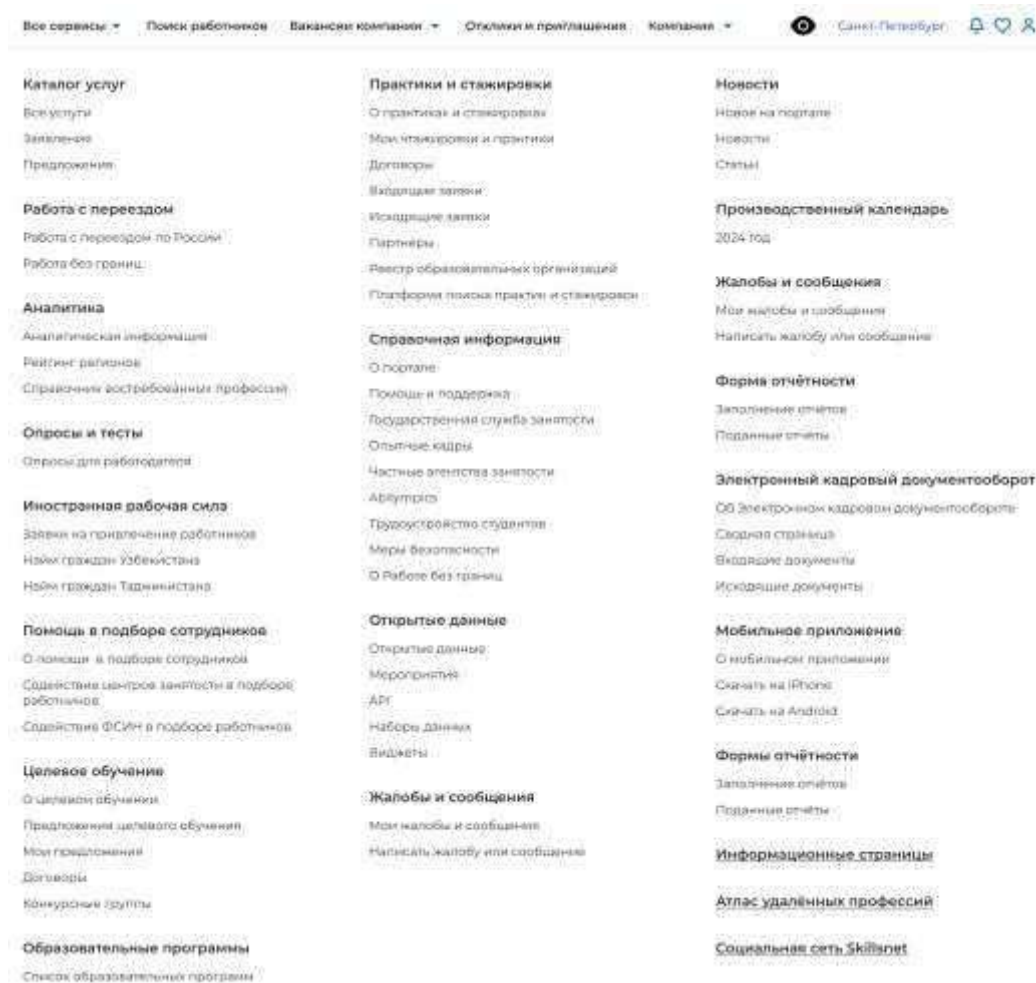 Все сервисы
Поиск работников
Вакансии компании
Отклики и приглашения
Компании
Санкт-Петербург
Каталог услуг
Все услуги
Заявления
Предложения
Работа с переездом
Работа с переездом по России
Работа без границ
Аналитика
Аналитическая информация
Рейтинг регионов
Справочник востребованных профессий
Опросы и тесты
Опросы для работодателя
Иностранная рабочая сила
Заявки на привлечение работников
Найм граждан Узбекистана
Найм граждан Таджикистана
Помощь в подборе сотрудников
О помощи в подборе сотрудников
Содействие центров занятости в подборе
работников
Содействие ФСИН в подборе работников
Целевое обучение
О целевом обучении
Предложения целевого обучения
Мои предложения
Договоры
Конкурсные группы
Образовательные программы
Список образовательных программ
Практики и стажировки
О практиках и стажировках
Мои стажировки и практики
Договоры
Входящие заявки
Исходящие заявки
Партнёры
Реестр образовательных организаций
Платформы поиска практик и стажировок
Справочная информация
О портале
Помощь и поддержка
Государственная служба занятости
Опытные кадры
Частные агентства занятости
Abilympics
Трудоустройство студентов
Меры безопасности
О Работе без границ
Открытые данные
Открытые данные
Мероприятия
API
Наборы данных
Виджеты
Жалобы и сообщения
Мои жалобы и сообщения
Написать жалобу или сообщение
Новости
Новое на портале
Новости
Статьи
Производственный календарь
2024 год
Жалобы и сообщения
Мои жалобы и сообщения
Написать жалобу или сообщение
Форма отчётности
Заполнение отчётов
Поданные отчёты
Электронный кадровый документооборот
Об Электронном кадровом документообороте
Сводная страница
Входящие документы
Исходящие документы
Мобильное приложение
О мобильном приложении
Скачать на iPhone
Скачать на Android
Формы отчётности
Заполнение отчётов
Поданные отчёты
Информационные страницы
Атлас удалённых профессий
Социальная сеть Skillsnet